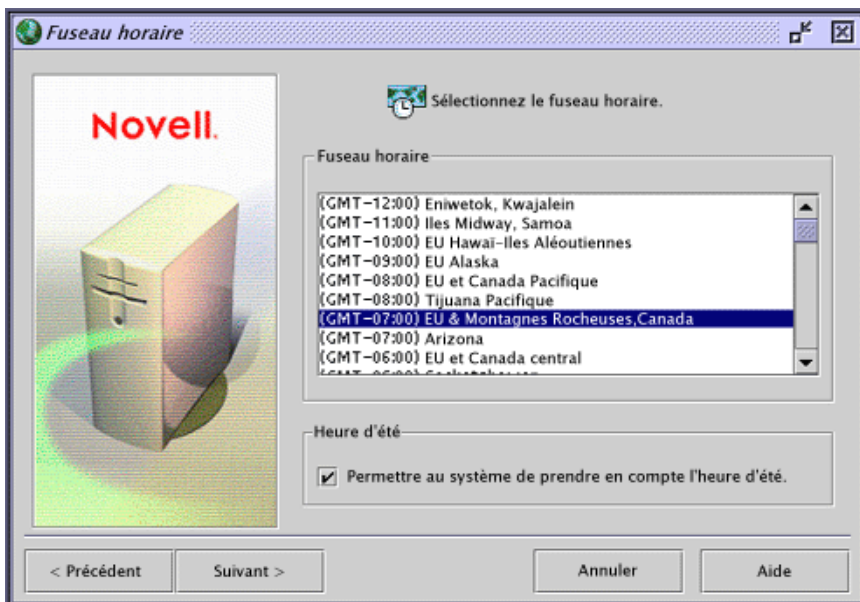 Fuseau horaire
Novell.
Sélectionnez le fuseau horaire.
Fuseau horaire
(GMT-12:00) Eniwetok, Kwajalein
(GMT-11:00) Iles Midway, Samoa
(GMT-10:00) EU Hawaï-Iles Aléoutiennes
(GMT-09:00) EU Alaska
(GMT-08:00) EU et Canada Pacifique
(GMT-08:00) Tijuana Pacifique
(GMT-07:00) EU & Montagnes Rocheuses,Canada
(GMT-07:00) Arizona
(GMT-06:00) EU et Canada central
Heure d'été
Permettre au système de prendre en compte l'heure d'été.
< Précédent
Suivant >
Annuler
Aide